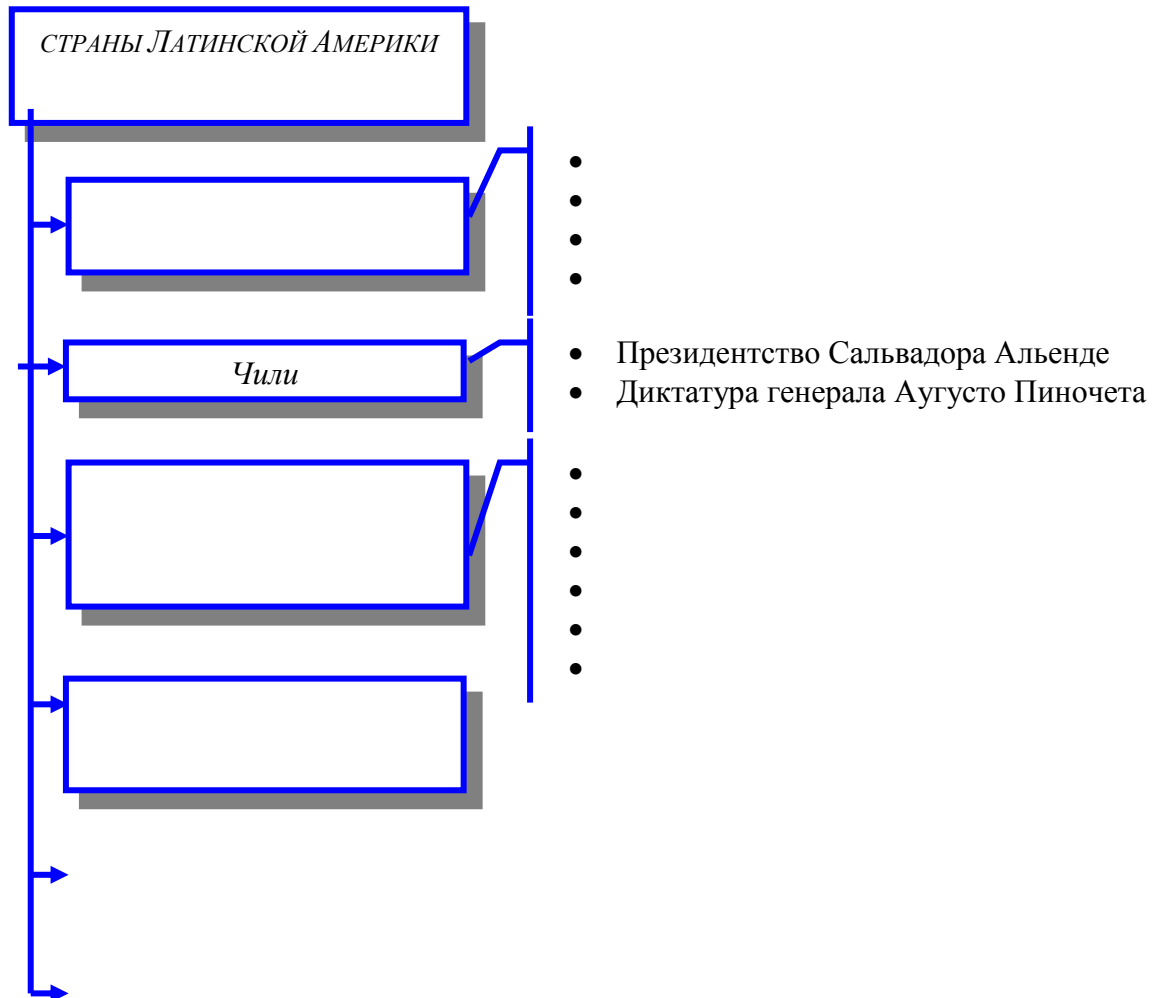 СТРАНЫ ЛАТИНСКОЙ АМЕРИКИ
Чили
• Президентство Сальвадора Альенде
• Диктатура генерала Аугусто Пиночета